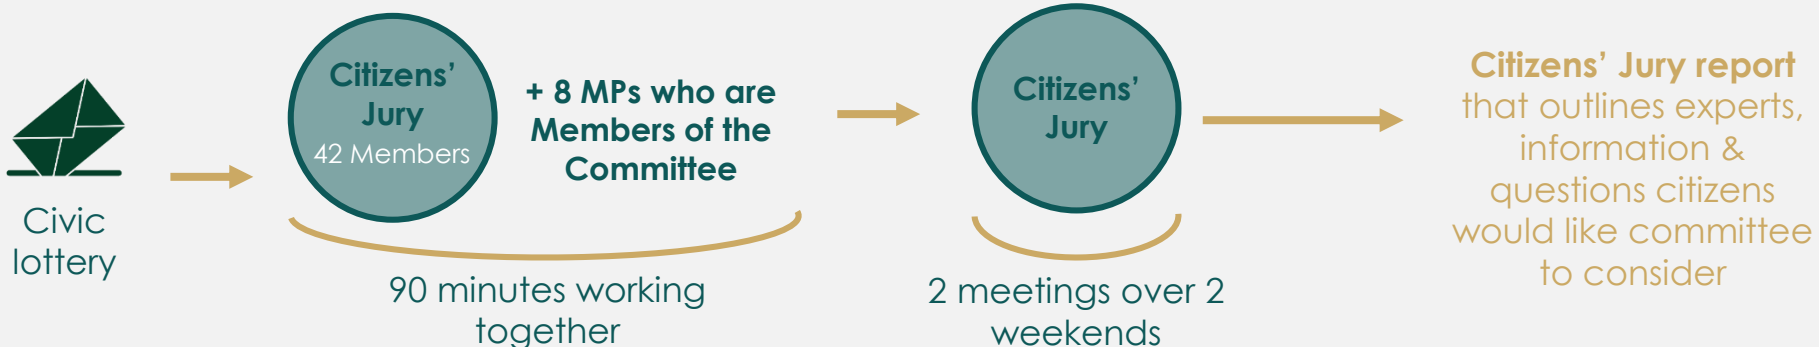 Civic
lottery
Citizens’
Jury
42 Members
+ 8 MPs who are
Members of the
Committee
90 minutes working
together
Citizens’
Jury
2 meetings over 2
weekends
Citizens’ Jury report
that outlines experts,
information &
questions citizens
would like committee
to consider